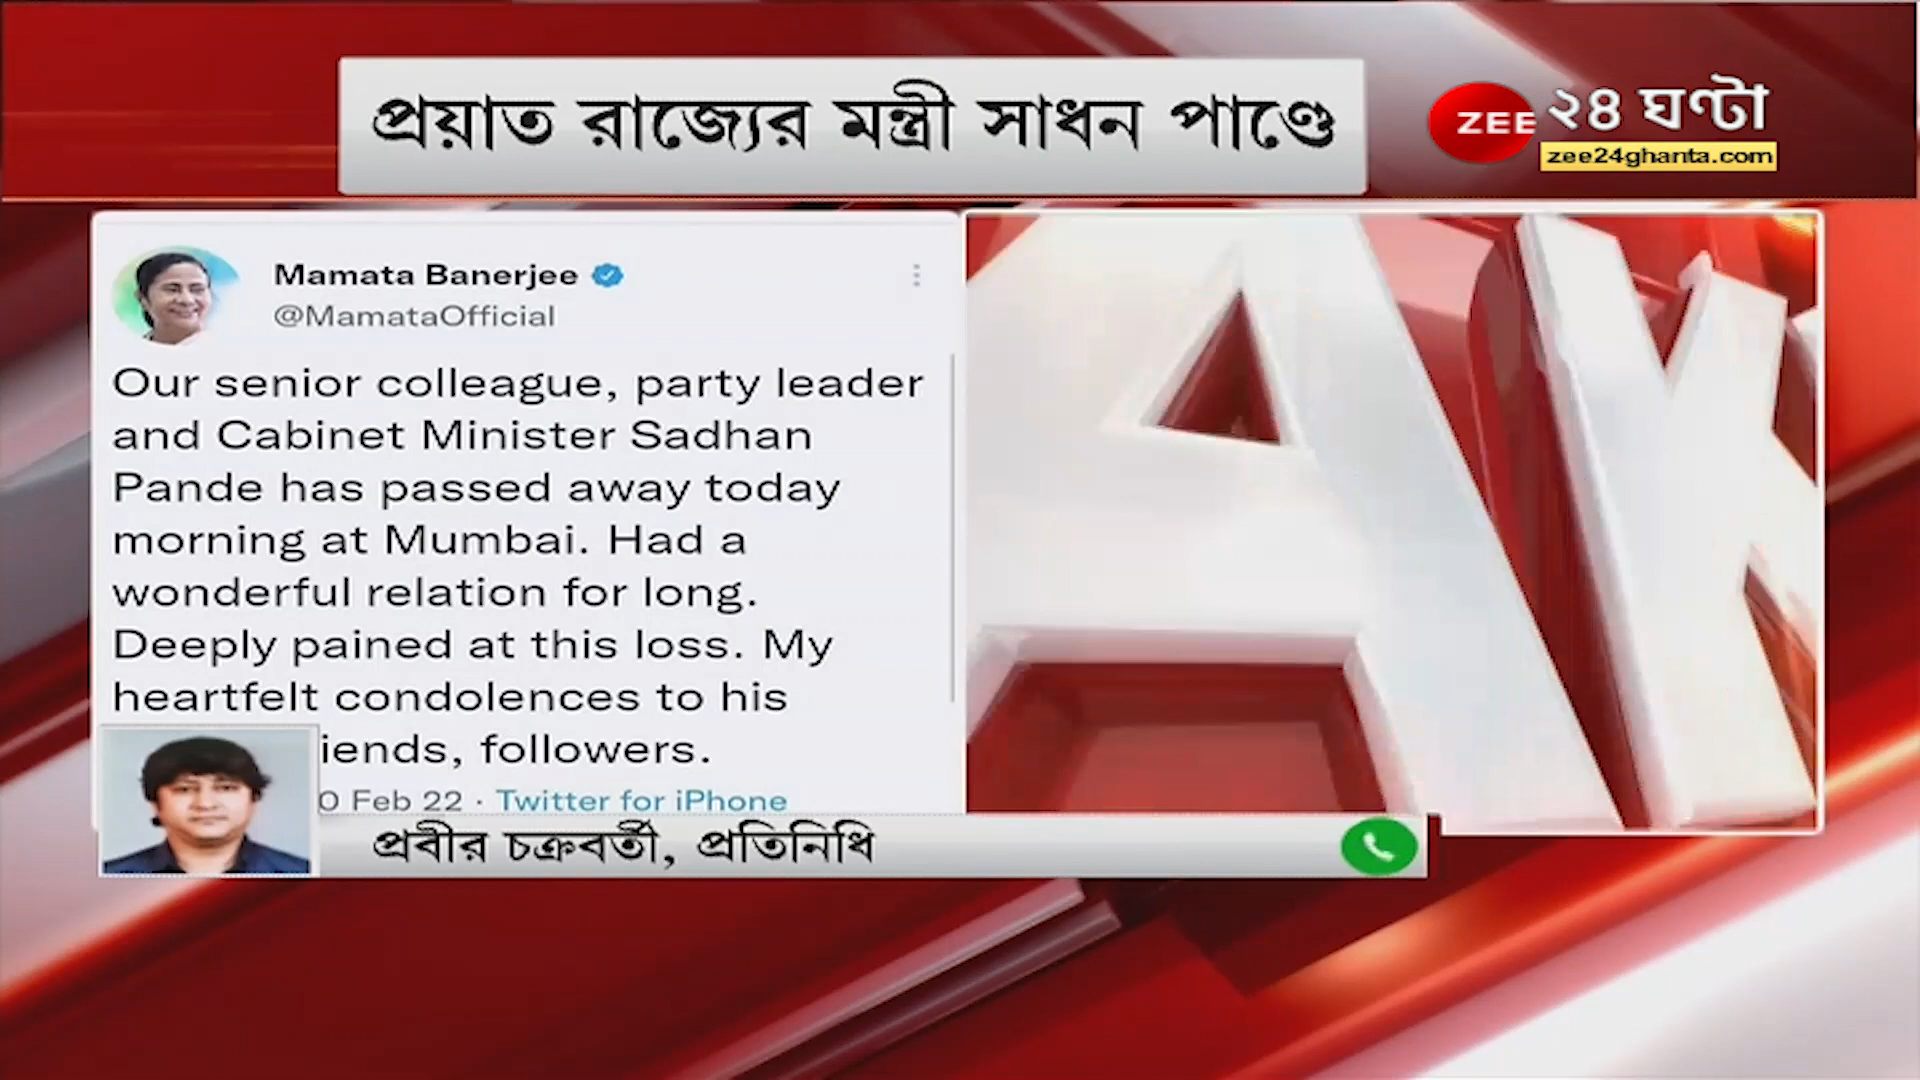 প্রয়াত রাজ্যের মন্ত্রী সাধন পাণ্ডে
ZEE ২৪ ঘণ্টা
zee24ghanta.com
Mamata Banerjee
@MamataOfficial
Our senior colleague, party leader
and Cabinet Minister Sadhan
Pande has passed away today
morning at Mumbai. Had a
wonderful relation for long.
Deeply pained at this loss. My
heartfelt condolences to his
iends, followers.
0 Feb 22 · Twitter for iPhone
প্রবীর চক্রবর্তী, প্রতিনিধি
AK